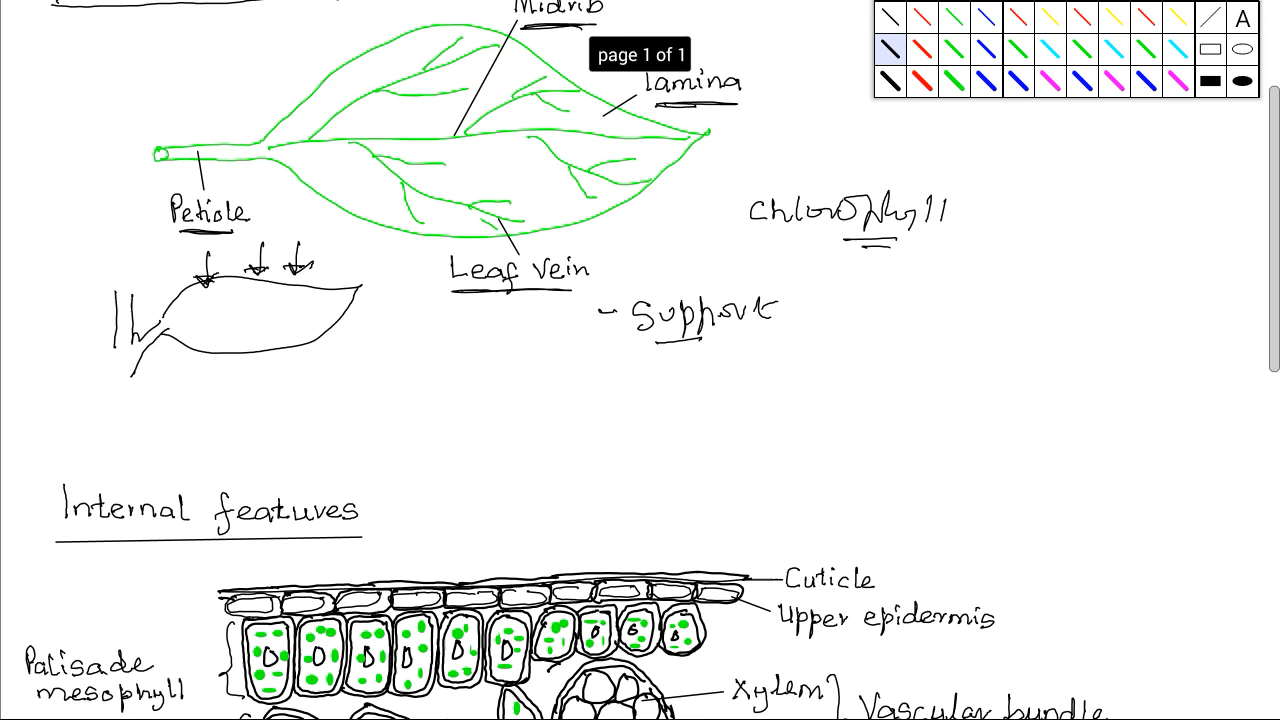 Midrib
page 1 of 1
A
lamina
Petiole
Chlorophyll
Leaf vein
- Support
Internal features
Cuticle
Upper epidermis
Palisade
mesophyll
Xylem
Vascular bundle